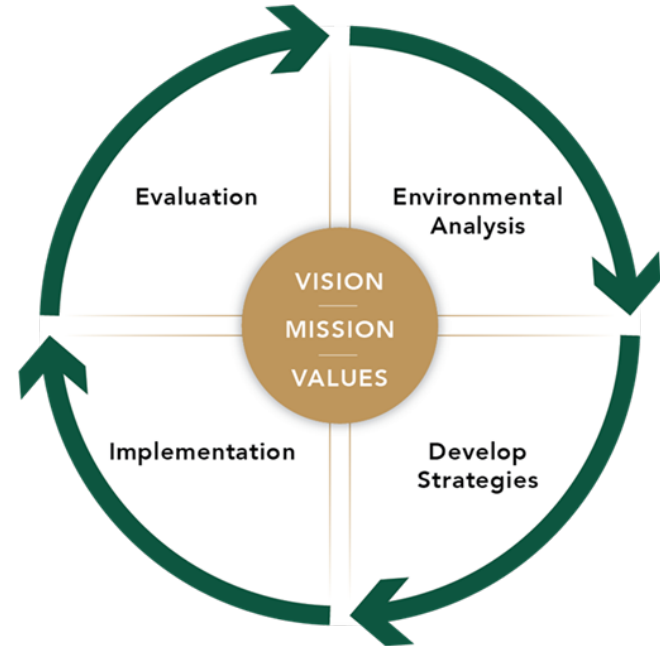 Evaluation
Environmental
Analysis
VISION
MISSION
VALUES
Implementation
Develop
Strategies